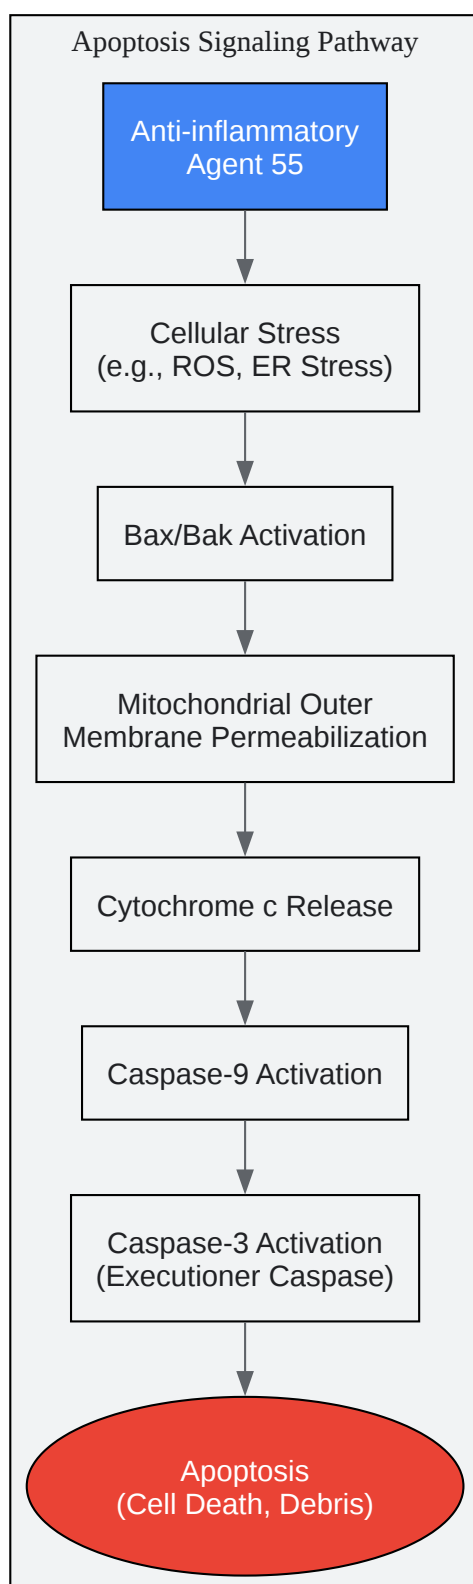 Apoptosis Signaling Pathway
Anti-inflammatory
Agent 55
Cellular Stress
(e.g., ROS, ER Stress)
Bax/Bak Activation
Mitochondrial Outer
Membrane Permeabilization
Cytochrome c Release
Caspase-9 Activation
Caspase-3 Activation
(Executioner Caspase)
Apoptosis
(Cell Death, Debris)